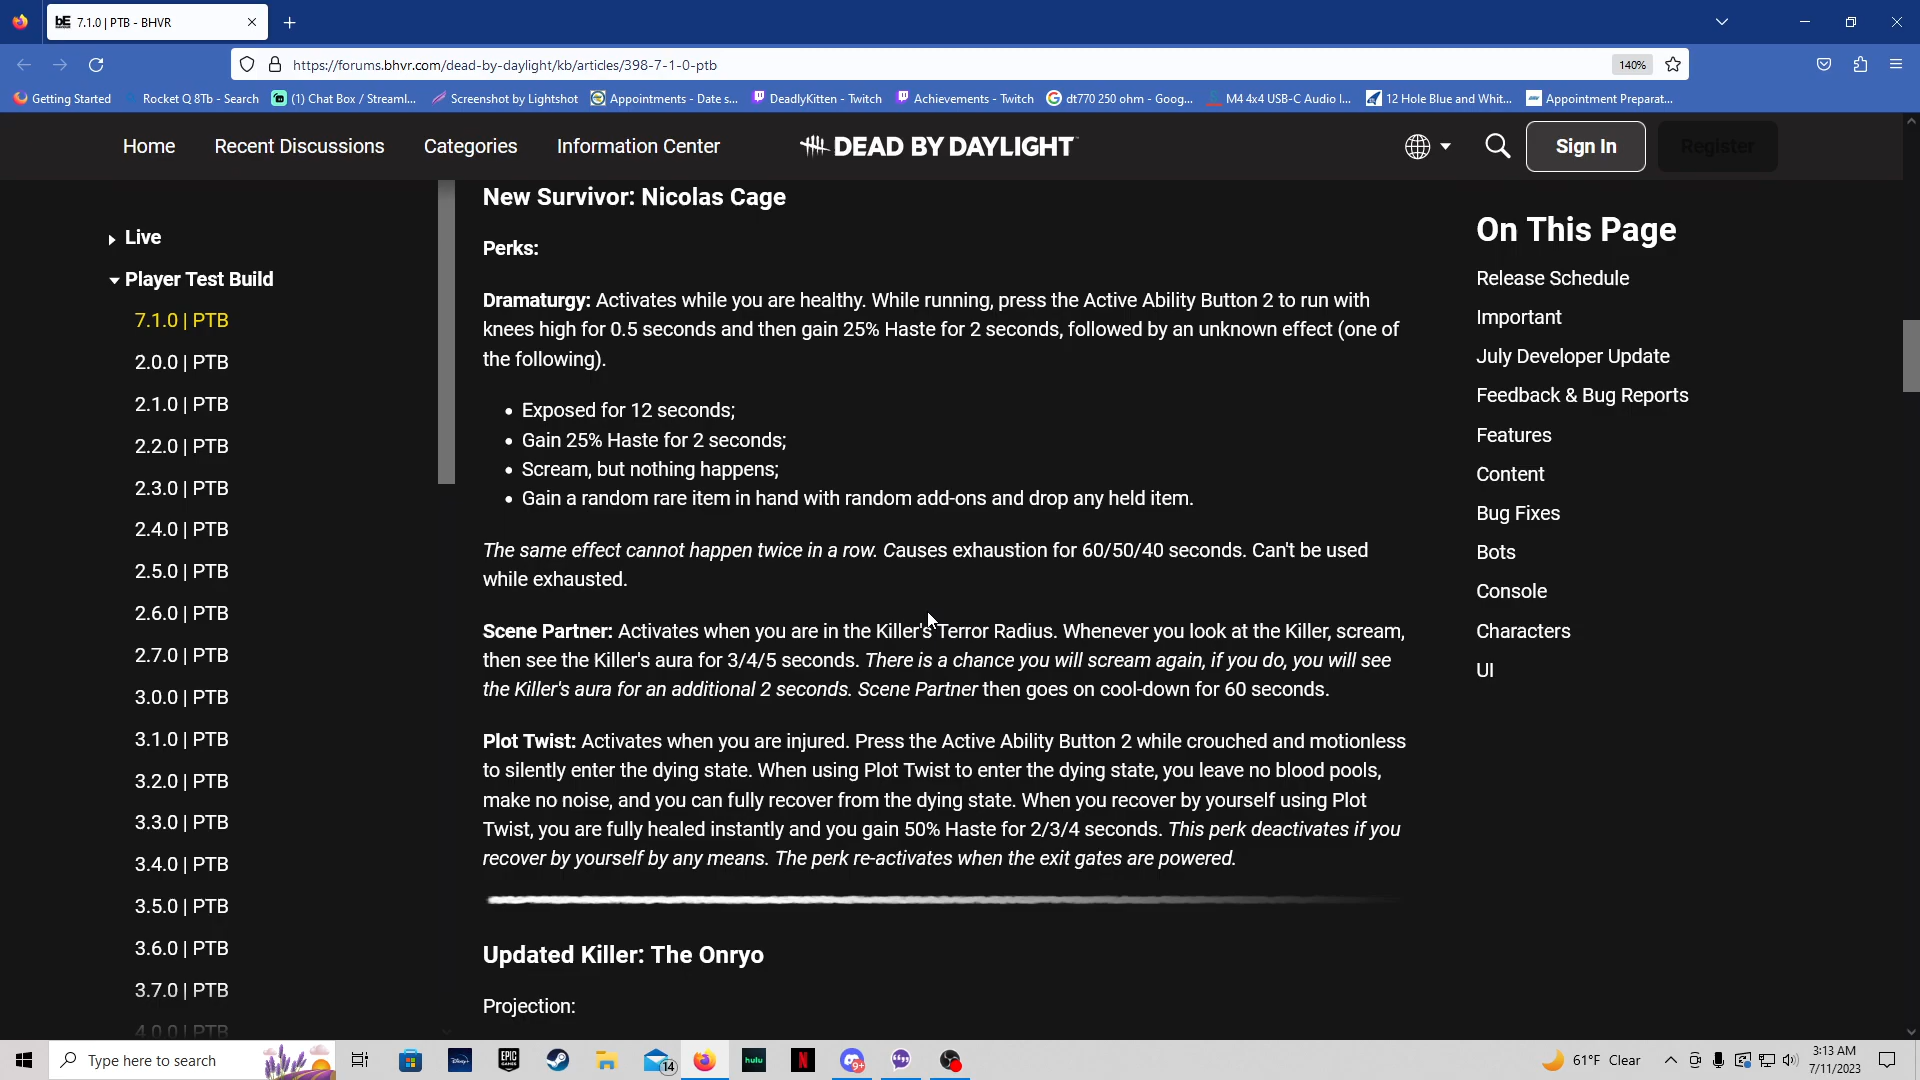 7.1.0 | PTB - BHVR
https://forums.bhvr.com/dead-by-daylight/kb/articles/398-7-1-0-ptb
140%
Getting Started
Rocket Q 8Tb - Search
(1) Chat Box / Streaml...
Screenshot by Lightshot
Appointments - Date s...
DeadlyKitten - Twitch
Achievements - Twitch
dt770 250 ohm - Goog...
M4 4x4 USB-C Audio I...
12 Hole Blue and Whit...
Appointment Preparat...
Home
Recent Discussions
Categories
Information Center
DEAD BY DAYLIGHT
Sign In
Register
Live
Player Test Build
7.1.0 | PTB
2.0.0 | PTB
2.1.0 | PTB
2.2.0 | PTB
2.3.0 | PTB
2.4.0 | PTB
2.5.0 | PTB
2.6.0 | PTB
2.7.0 | PTB
3.0.0 | PTB
3.1.0 | PTB
3.2.0 | PTB
3.3.0 | PTB
3.4.0 | PTB
3.5.0 | PTB
3.6.0 | PTB
3.7.0 | PTB
4.0.0 | PTB
New Survivor: Nicolas Cage
Perks:
Dramaturgy: Activates while you are healthy. While running, press the Active Ability Button 2 to run with
knees high for 0.5 seconds and then gain 25% Haste for 2 seconds, followed by an unknown effect (one of
the following).
• Exposed for 12 seconds;
• Gain 25% Haste for 2 seconds;
• Scream, but nothing happens;
• Gain a random rare item in hand with random add-ons and drop any held item.
The same effect cannot happen twice in a row. Causes exhaustion for 60/50/40 seconds. Can't be used
while exhausted.
Scene Partner: Activates when you are in the Killer's Terror Radius. Whenever you look at the Killer, scream,
then see the Killer's aura for 3/4/5 seconds. There is a chance you will scream again, if you do, you will see
the Killer's aura for an additional 2 seconds. Scene Partner then goes on cool-down for 60 seconds.
Plot Twist: Activates when you are injured. Press the Active Ability Button 2 while crouched and motionless
to silently enter the dying state. When using Plot Twist to enter the dying state, you leave no blood pools,
make no noise, and you can fully recover from the dying state. When you recover by yourself using Plot
Twist, you are fully healed instantly and you gain 50% Haste for 2/3/4 seconds. This perk deactivates if you
recover by yourself by any means. The perk re-activates when the exit gates are powered.
Updated Killer: The Onryo
Projection:
On This Page
Release Schedule
Important
July Developer Update
Feedback & Bug Reports
Features
Content
Bug Fixes
Bots
Console
Characters
UI
Type here to search
Disney+
EPIC
GAMES
14
hulu
N
9+
61°F Clear
3:13 AM
7/11/2023